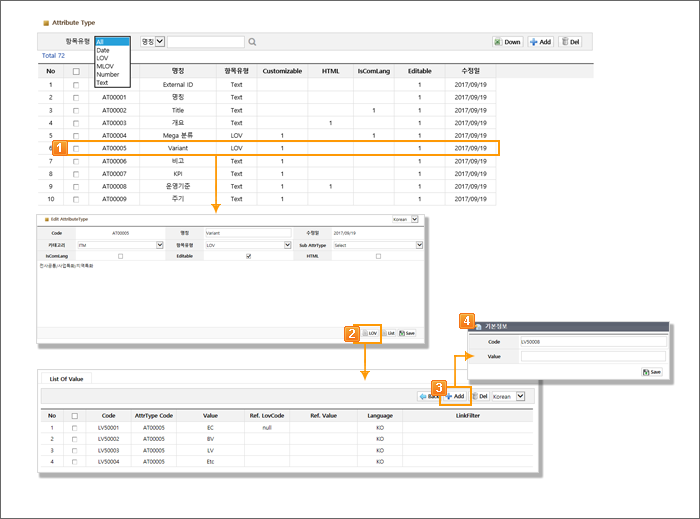 Attribute Type
항목유형 All 명칭 Down Add Del
Date
LOV
MLOV
Number
Text
Total 72
No 명칭 항목유형 Customizable HTML IsComLang Editable 수정일
1 External ID Text 1 2017/09/19
2 AT00001 명칭 Text 1 2017/09/19
3 AT00002 Title Text 1 1 2017/09/19
4 AT00003 개요 Text 1 1 2017/09/19
5 AT00004 Mega 분류 LOV 1 1 1 2017/09/19
1 6 AT00005 Variant LOV 1 1 2017/09/19
7 AT00006 비고 Text 1 1 2017/09/19
8 AT00007 KPI Text 1 1 2017/09/19
9 AT00008 운영기준 Text 1 1 1 2017/09/19
10 AT00009 주기 Text 1 1 2017/09/19
Edit AttributeType Korean
Code AT00005 명칭 Variant 수정일 2017/09/19
카테고리 ITM 항목유형 LOV Sub AttrType Select
IsComLang Editable HTML
전사공통/사업특화/지역특화
2 LOV List Save
4 기본정보
Code LV50008
Value
Save
List Of Value
3 Back Add Del Korean
No Code AttrType Code Value Ref. LovCode Ref. Value Language LinkFilter
1 LV50001 AT00005 EC null KO
2 LV50002 AT00005 BV KO
3 LV50003 AT00005 LV KO
4 LV50004 AT00005 Etc KO